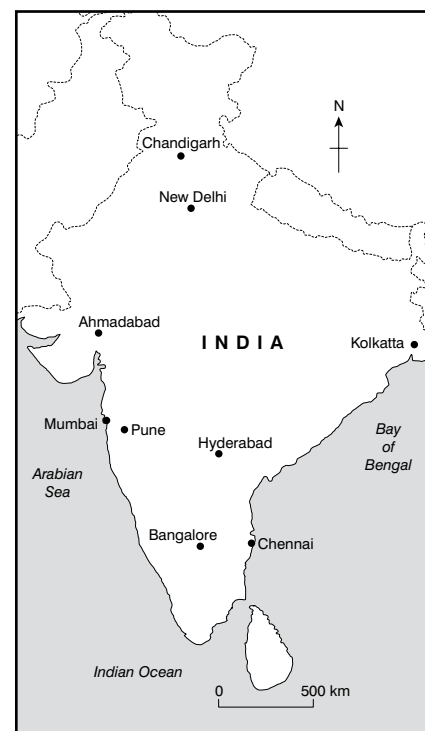 N
Chandigarh
New Delhi
Ahmadabad
INDIA
Kolkatta
Mumbai
Pune
Hyderabad
Bay
of
Bengal
Arabian
Sea
Bangalore
Chennai
Indian Ocean
0 500 km